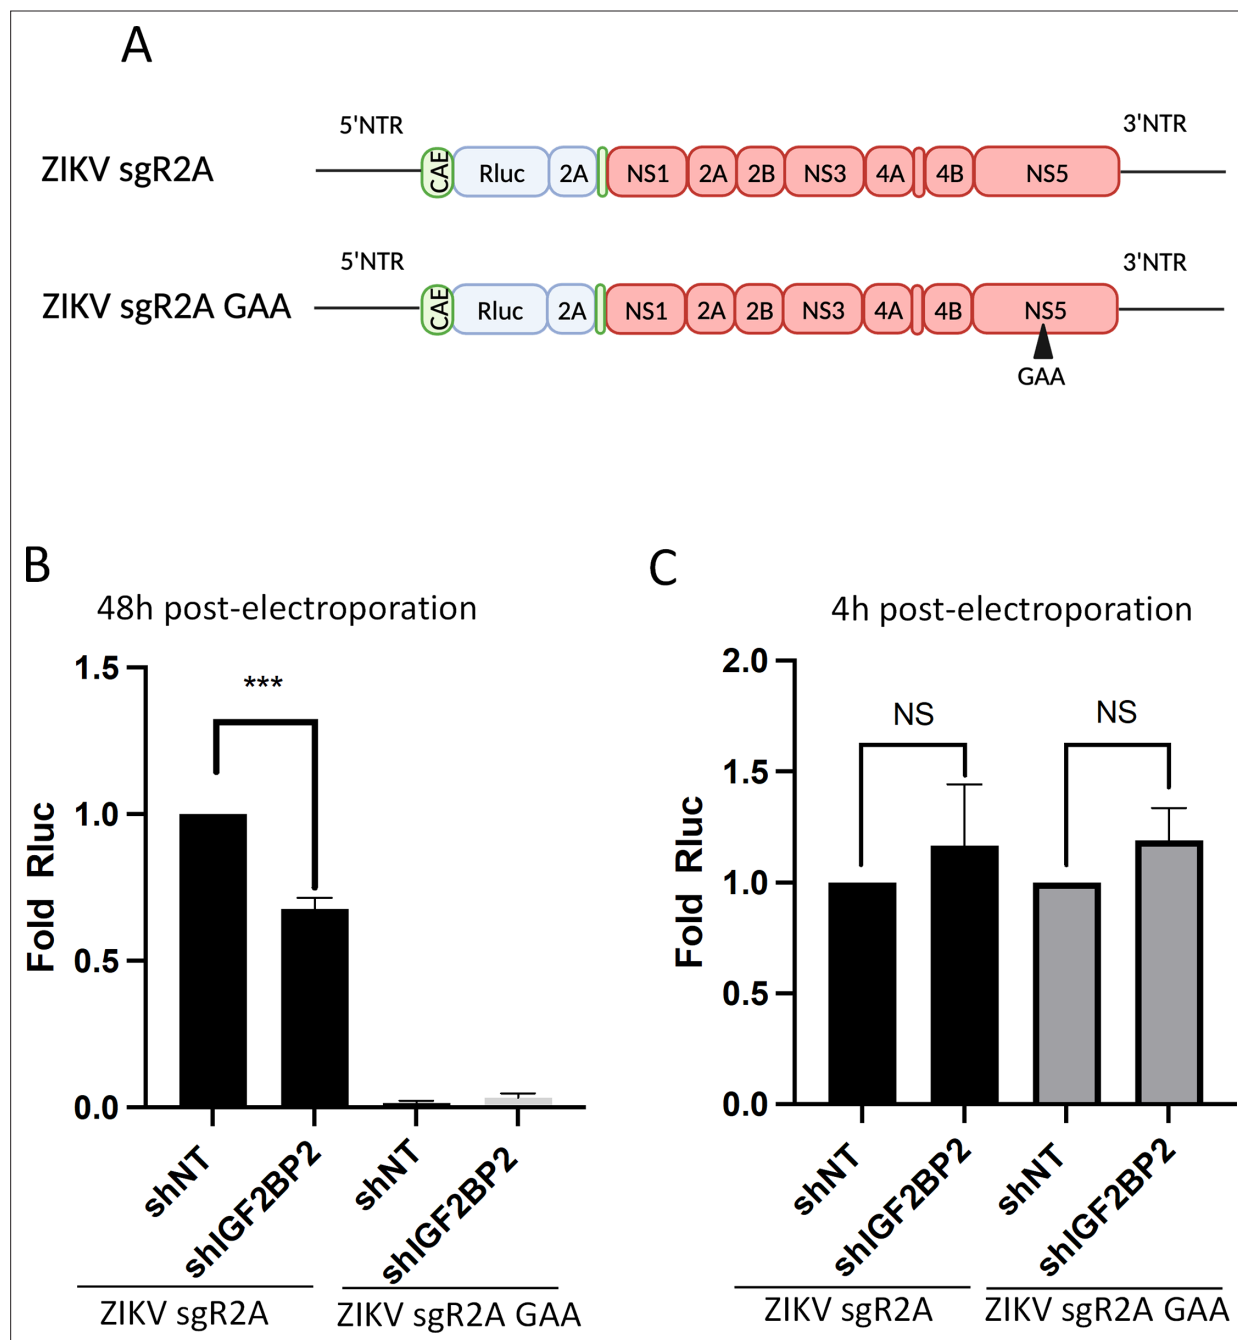 A
5'NTR 3'NTR
ZIKV sgR2A CAE Rluc 2A NS1 2A 2B NS3 4A 4B NS5
5'NTR 3'NTR
ZIKV sgR2A GAA CAE Rluc 2A NS1 2A 2B NS3 4A 4B NS5
GAA
B
48h post-electroporation
1.5
1.0
0.5
0.0
Fold Rluc
***
shNT
shIGF2BP2
shNT
shIGF2BP2
ZIKV sgR2A
ZIKV sgR2A GAA
C
4h post-electroporation
2.0
1.5
1.0
0.5
0.0
Fold Rluc
NS
NS
shNT
shIGF2BP2
shNT
shIGF2BP2
ZIKV sgR2A
ZIKV sgR2A GAA